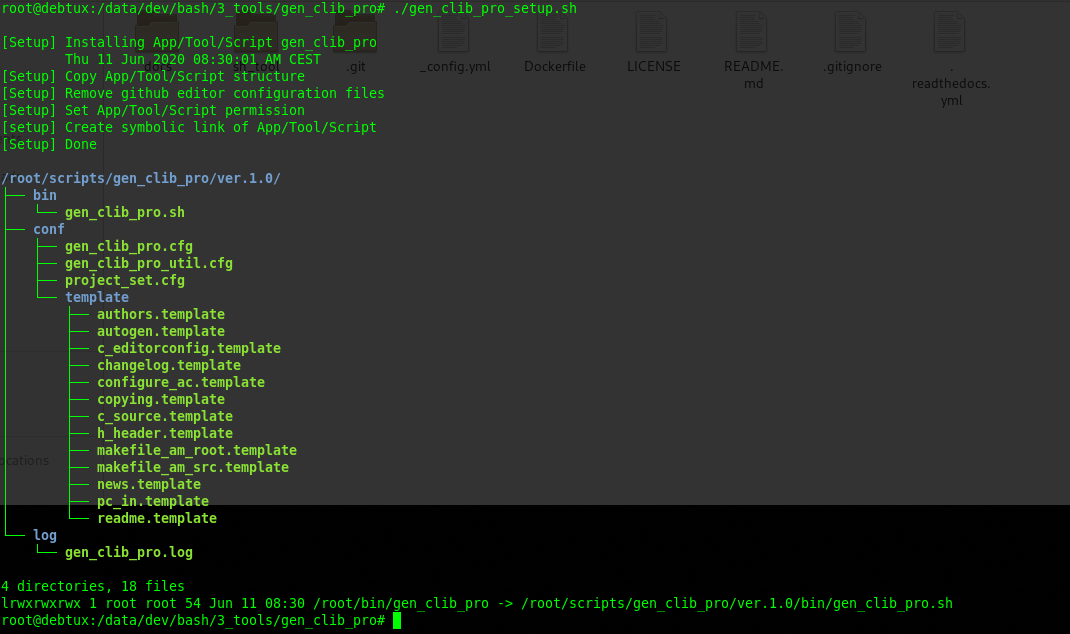 root@debtux:/data/dev/bash/3_tools/gen_clib_pro# ./gen_clib_pro_setup.sh
[Setup] Installing App/Tool/Script gen_clib_pro
Thu 11 Jun 2020 08:30:01 AM CEST
[Setup] Copy App/Tool/Script structure
[Setup] Remove github editor configuration files
[Setup] Set App/Tool/Script permission
[setup] Create symbolic link of App/Tool/Script
[Setup] Done
docs
sh_tool
.git
_config.yml
Dockerfile
LICENSE
README.
md
.gitignore
.
readthedocs.
yml
/root/scripts/gen_clib_pro/ver.1.0/
├── bin
│   └── gen_clib_pro.sh
├── conf
│   ├── gen_clib_pro.cfg
│   ├── gen_clib_pro_util.cfg
│   ├── project_set.cfg
│   └── template
│       ├── authors.template
│       ├── autogen.template
│       ├── c_editorconfig.template
│       ├── changelog.template
│       ├── configure_ac.template
│       ├── copying.template
│       ├── c_source.template
│       ├── h_header.template
│       ├── makefile_am_root.template
│       ├── makefile_am_src.template
│       ├── news.template
│       ├── pc_in.template
│       └── readme.template
└── log
    └── gen_clib_pro.log
ocations
4 directories, 18 files
lrwxrwxrwx 1 root root 54 Jun 11 08:30 /root/bin/gen_clib_pro -> /root/scripts/gen_clib_pro/ver.1.0/bin/gen_clib_pro.sh
root@debtux:/data/dev/bash/3_tools/gen_clib_pro#